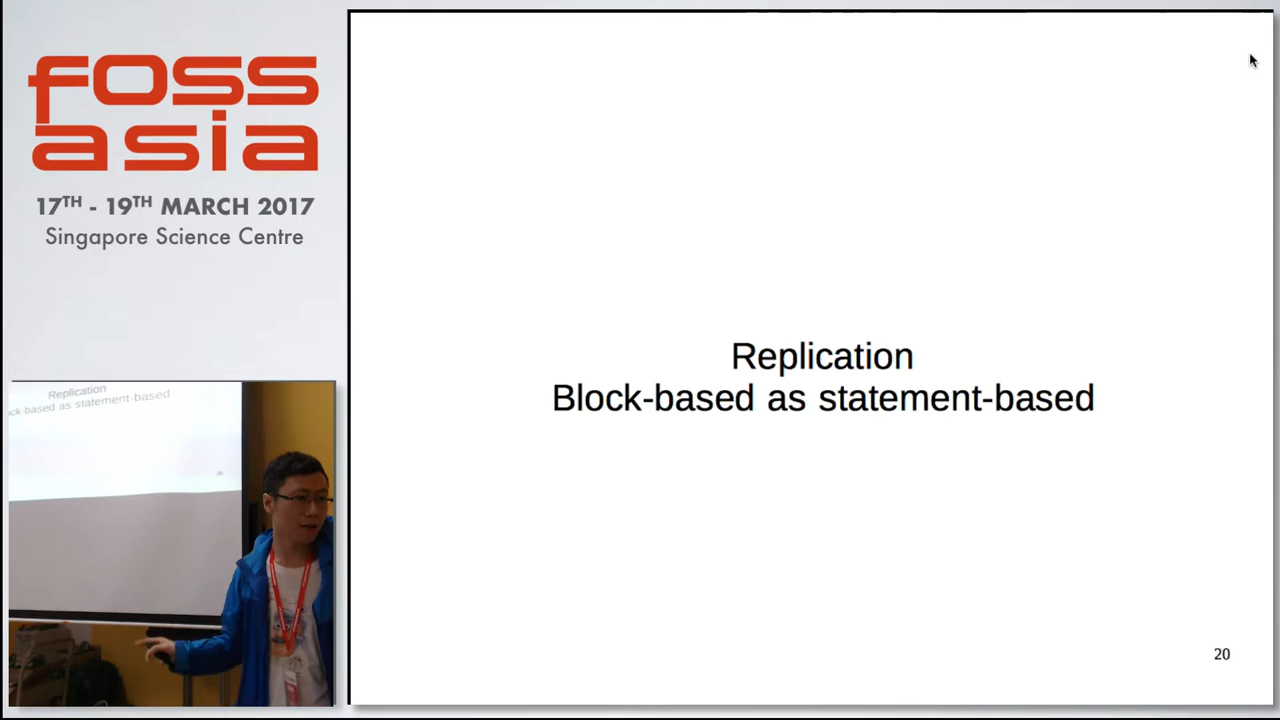 foss
asia
17TH - 19TH MARCH 2017
Singapore Science Centre
Replication
Block-based as statement-based
20
Replication
ck-based as statement-based
20